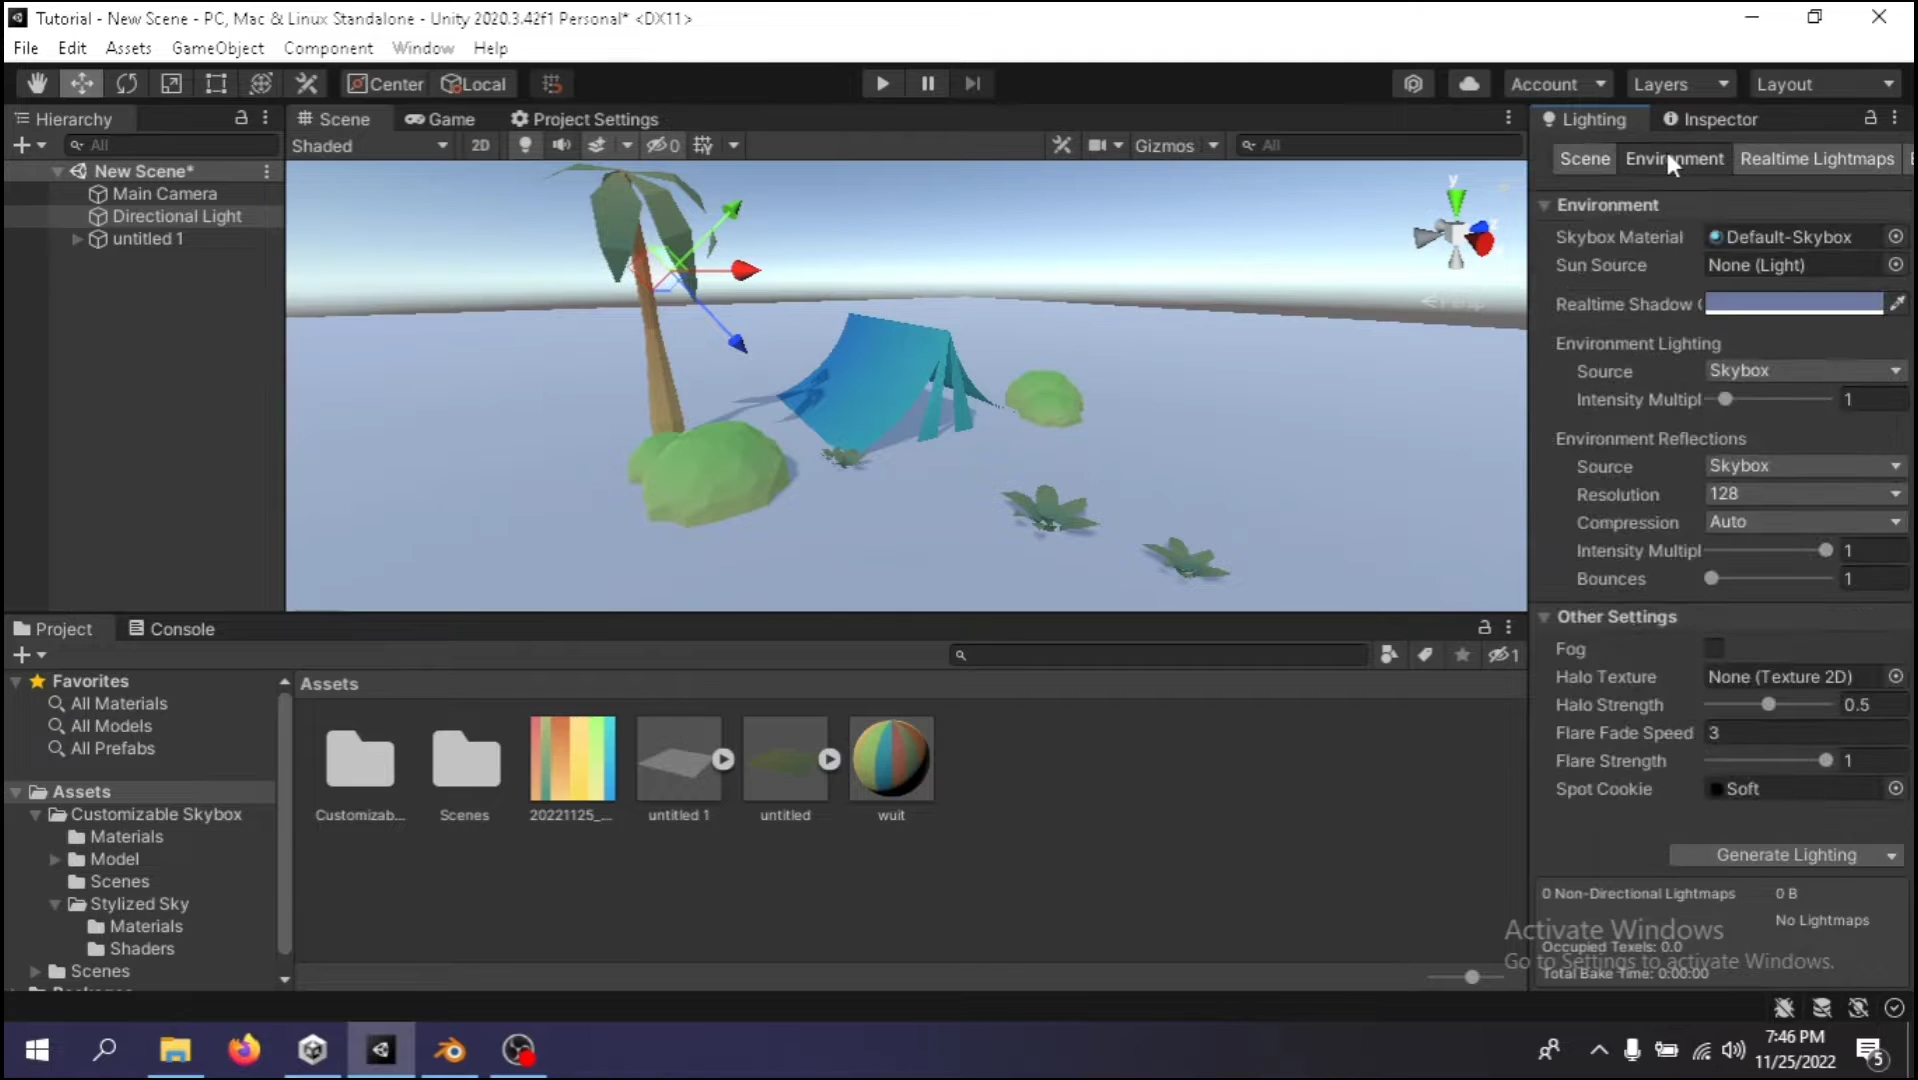 Tutorial - New Scene - PC, Mac & Linux Standalone - Unity 2020.3.42f1 Personal* <DX11>
File Edit Assets GameObject Component Window Help
Center Local Account Layers Layout
Hierarchy
All
New Scene*
Main Camera
Directional Light
untitled 1
Scene Game Project Settings
Shaded 2D 0 Gizmos All
y
z
Persp
Lighting Inspector
Scene Environment Realtime Lightmaps
Environment
Skybox Material Default-Skybox
Sun Source None (Light)
Realtime Shadow
Environment Lighting
Source Skybox
Intensity Multipl 1
Environment Reflections
Source Skybox
Resolution 128
Compression Auto
Intensity Multipl 1
Bounces 1
Other Settings
Fog
Halo Texture None (Texture 2D)
Halo Strength 0.5
Flare Fade Speed 3
Flare Strength 1
Spot Cookie Soft
Generate Lighting
0 Non-Directional Lightmaps 0 B
No Lightmaps
Occupied Texels: 0.0
Total Bake Time: 0:00:00
Activate Windows
Go to Settings to activate Windows.
Project Console
1
Favorites
All Materials
All Models
All Prefabs
Assets
Customizable Skybox
Materials
Model
Scenes
Stylized Sky
Materials
Shaders
Scenes
Assets
Customizab... Scenes 20221125_... untitled 1 untitled wuit
7:46 PM
11/25/2022
5